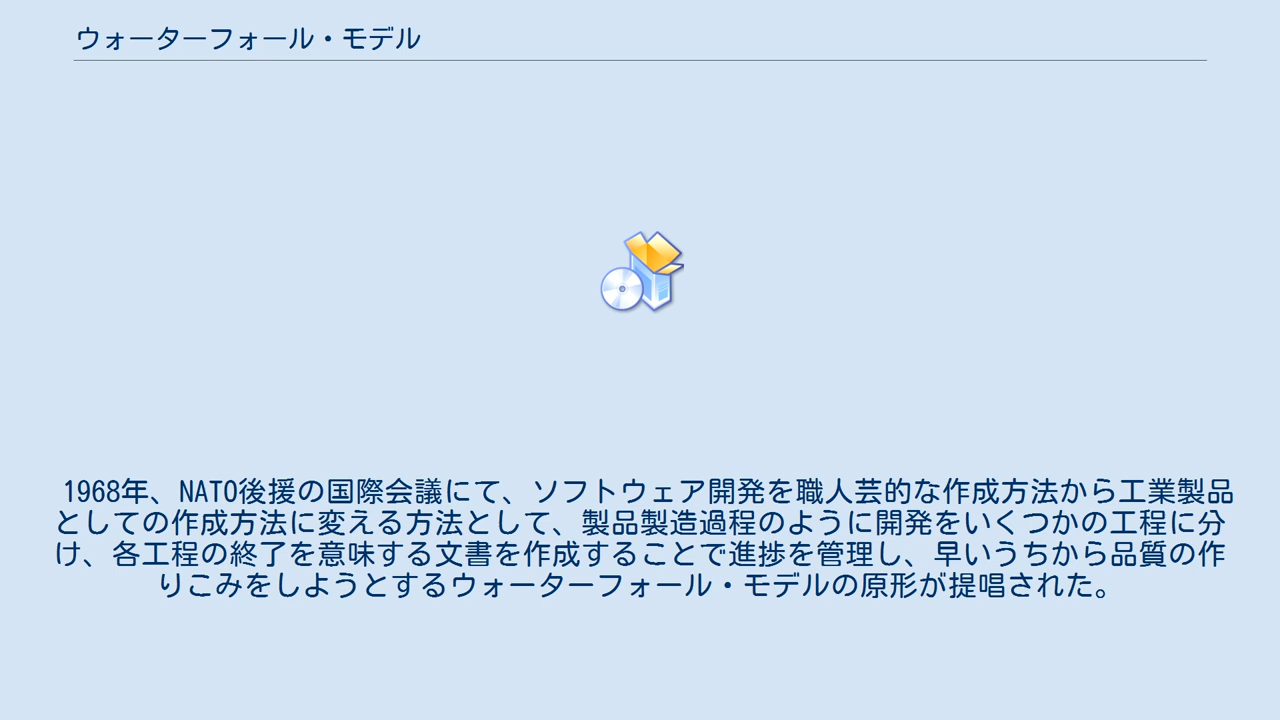 ウォーターフォール・モデル
1968年、NATO後援の国際会議にて、ソフトウェア開発を職人芸的な作成方法から工業製品
としての作成方法に変える方法として、製品製造過程のように開発をいくつかの工程に分
け、各工程の終了を意味する文書を作成することで進捗を管理し、早いうちから品質の作
りこみをしようとするウォーターフォール・モデルの原形が提唱された。